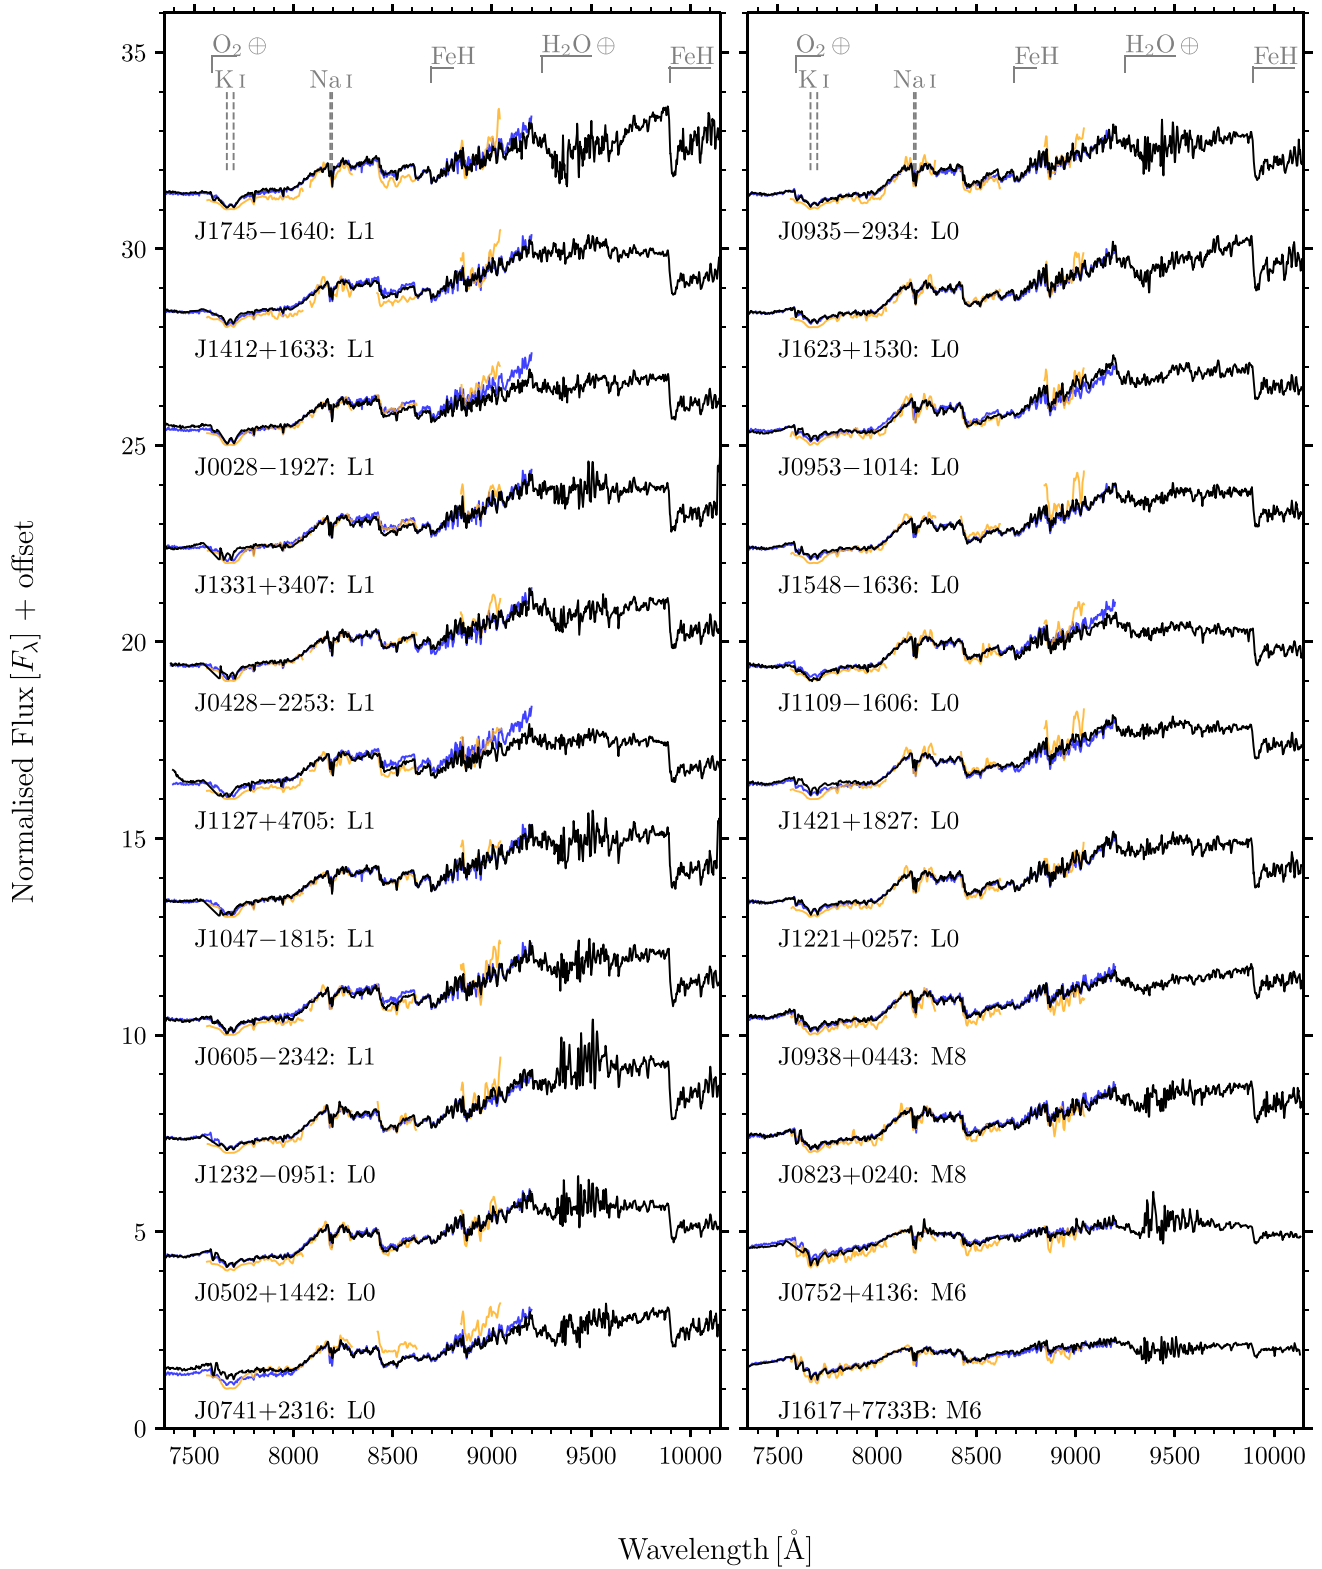 Normalised Flux [Fλ] + offset
35
30
25
20
15
10
5
0
O₂ ⊕
K I
Na I
FeH
H₂O ⊕
FeH
J1745−1640: L1
J1412+1633: L1
J0028−1927: L1
J1331+3407: L1
J0428−2253: L1
J1127+4705: L1
J1047−1815: L1
J0605−2342: L1
J1232−0951: L0
J0502+1442: L0
J0741+2316: L0
7500 8000 8500 9000 9500 10000
O₂ ⊕
K I
Na I
FeH
H₂O ⊕
FeH
J0935−2934: L0
J1623+1530: L0
J0953−1014: L0
J1548−1636: L0
J1109−1606: L0
J1421+1827: L0
J1221+0257: L0
J0938+0443: M8
J0823+0240: M8
J0752+4136: M6
J1617+7733B: M6
7500 8000 8500 9000 9500 10000
Wavelength [Å]